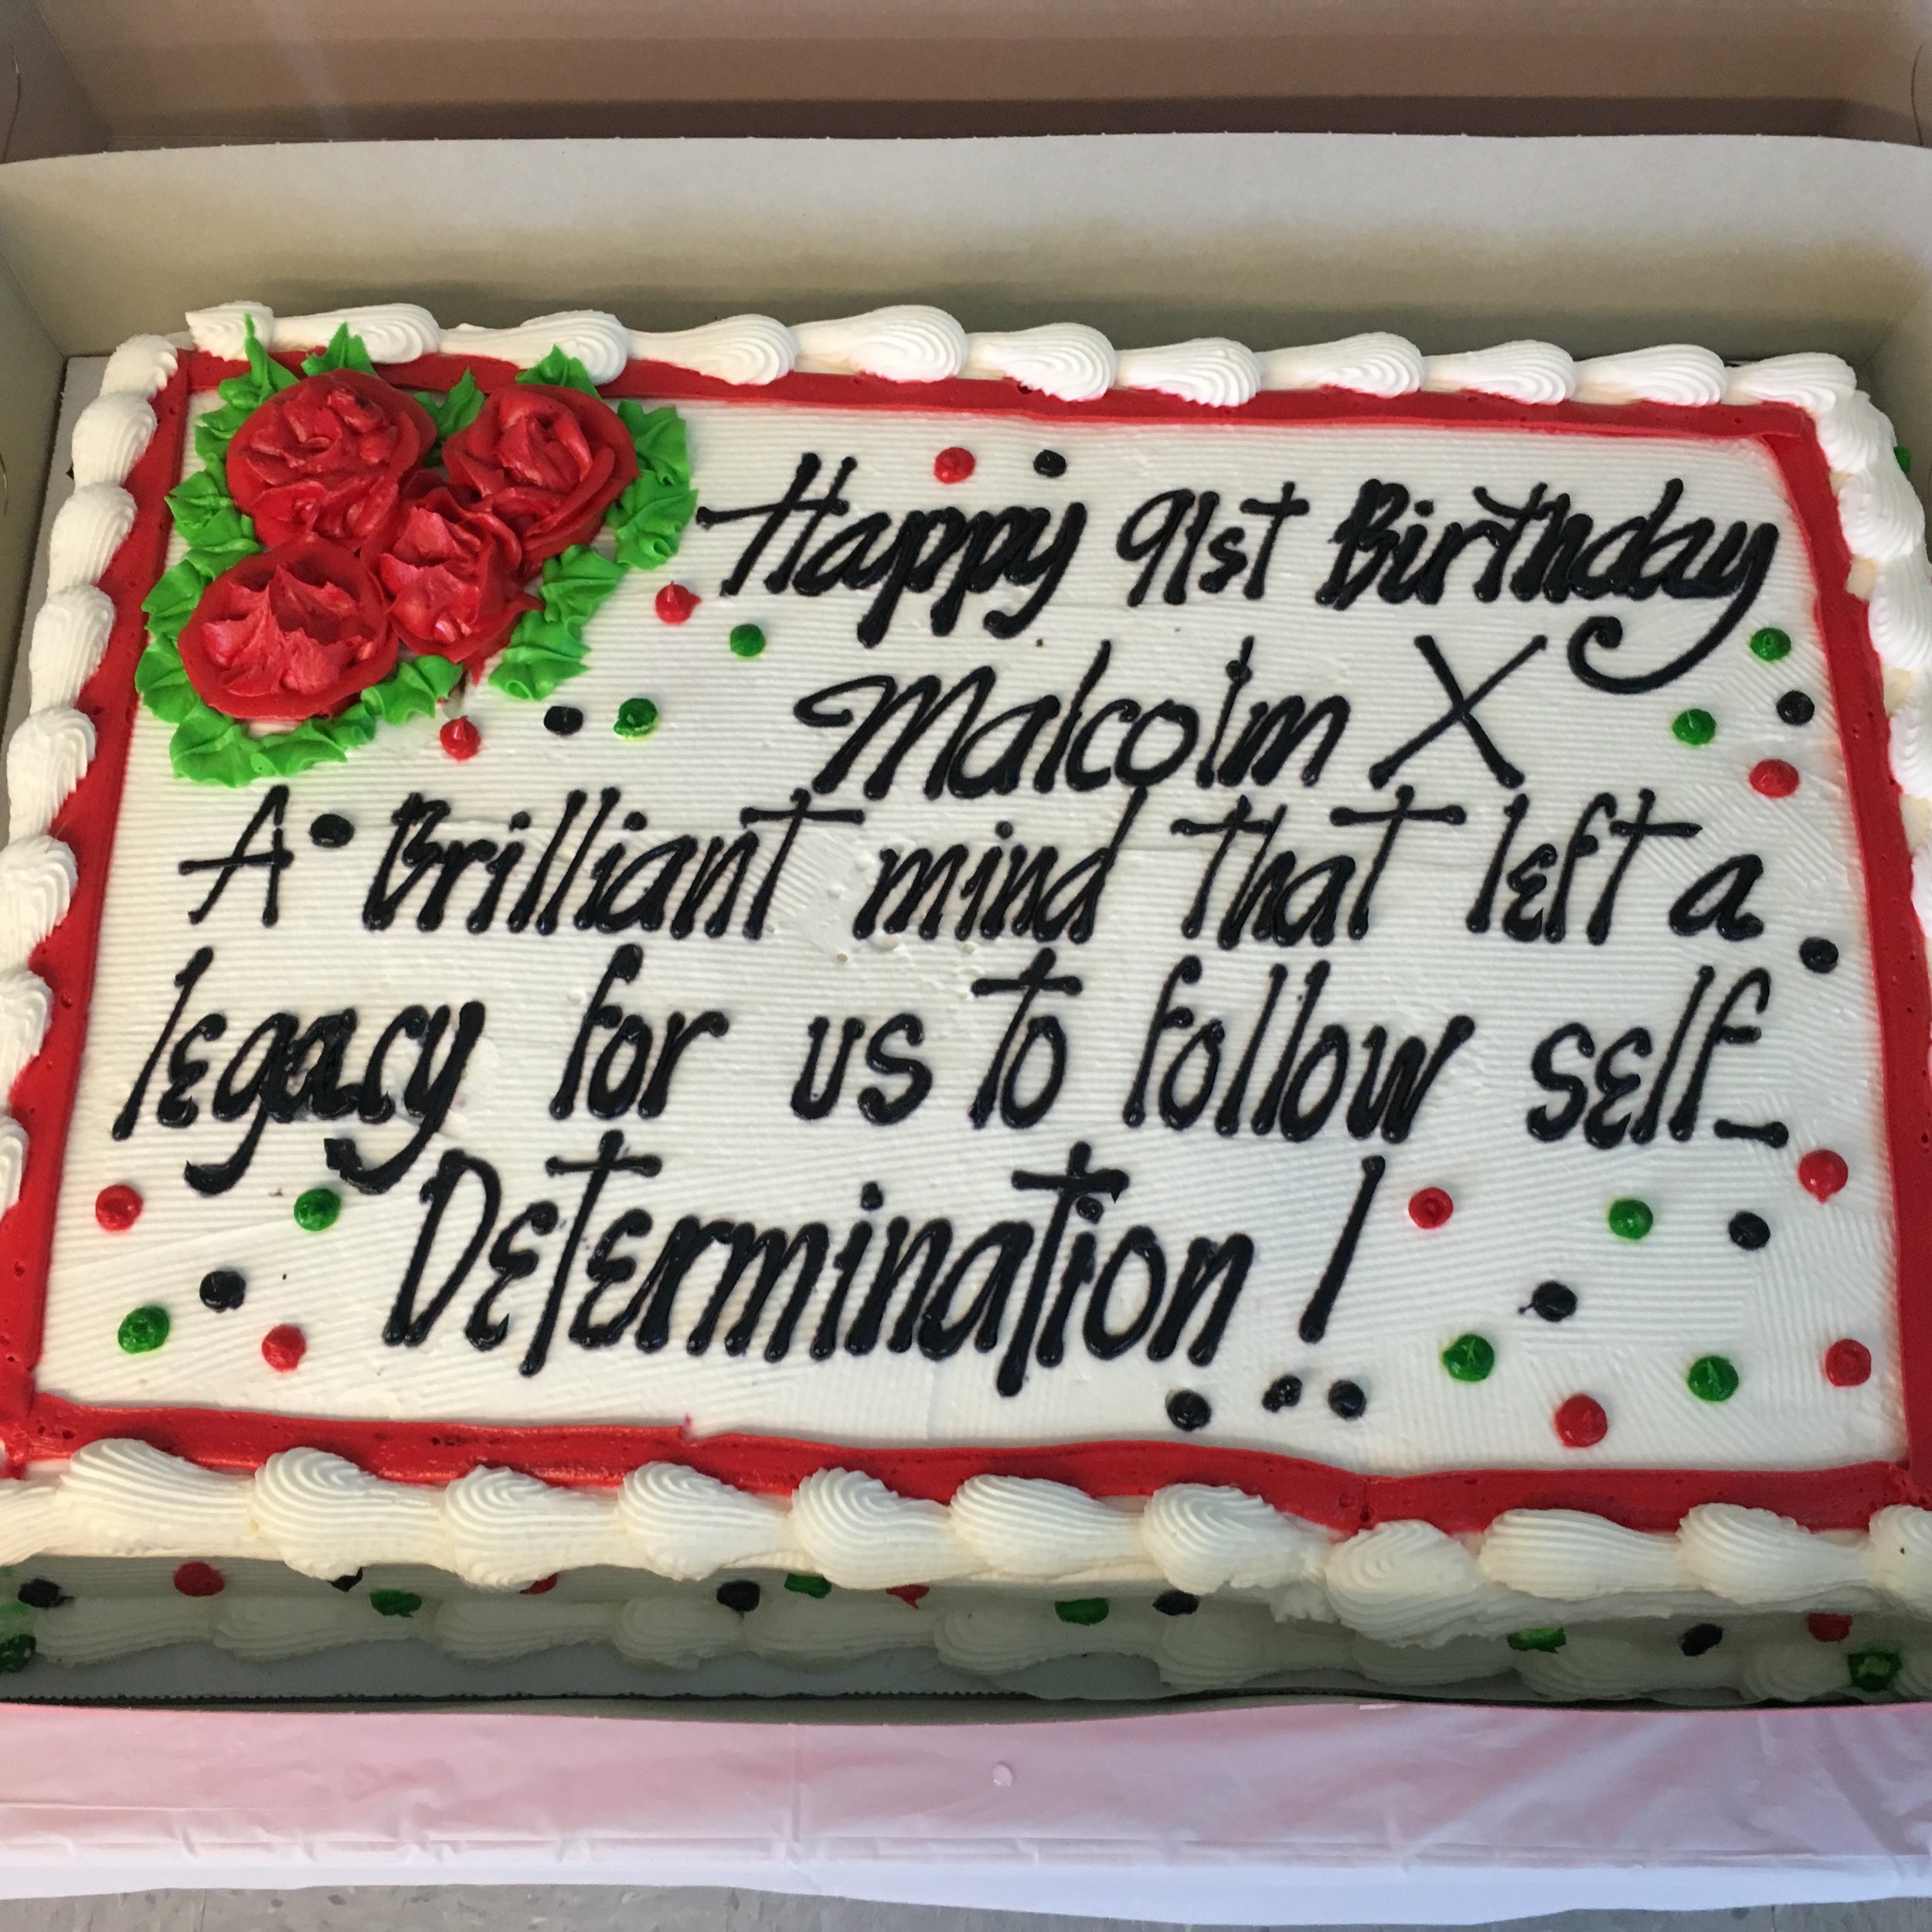 Happy 91st Birthday
Malcolm X
A Brilliant mind that left a
legacy for us to follow self-
Determination!